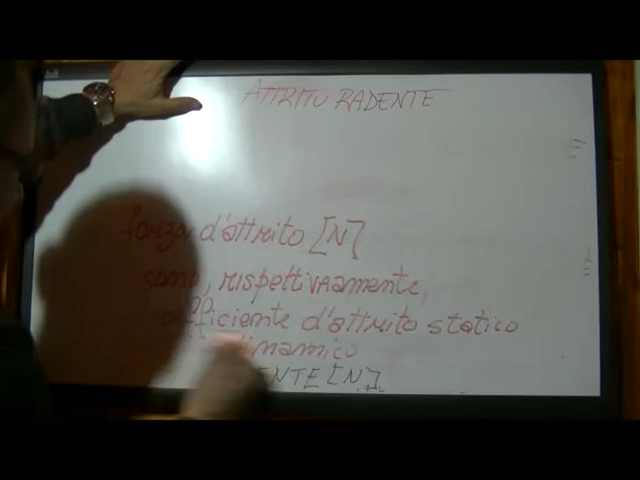 ATTRITO RADENTE
forza d'attrito [N]
sono, rispettivamente,
coefficiente d'attrito statico
dinamico
ENTE [N].